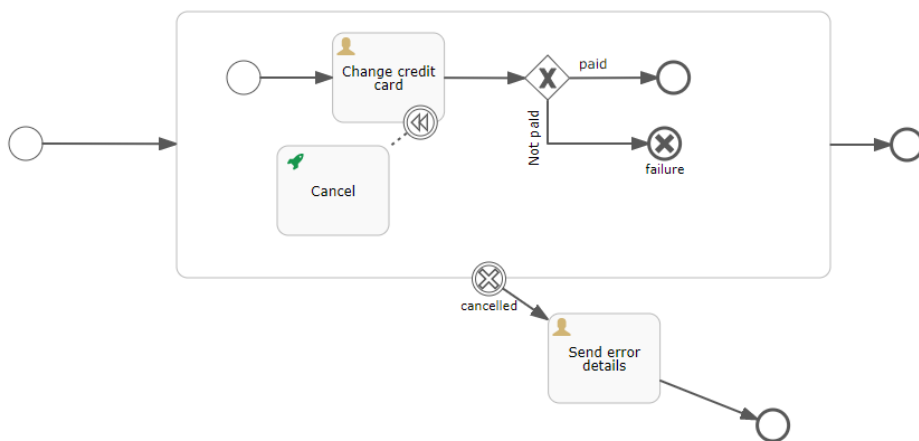 Change credit
card
paid
Not paid
failure
Cancel
cancelled
Send error
details